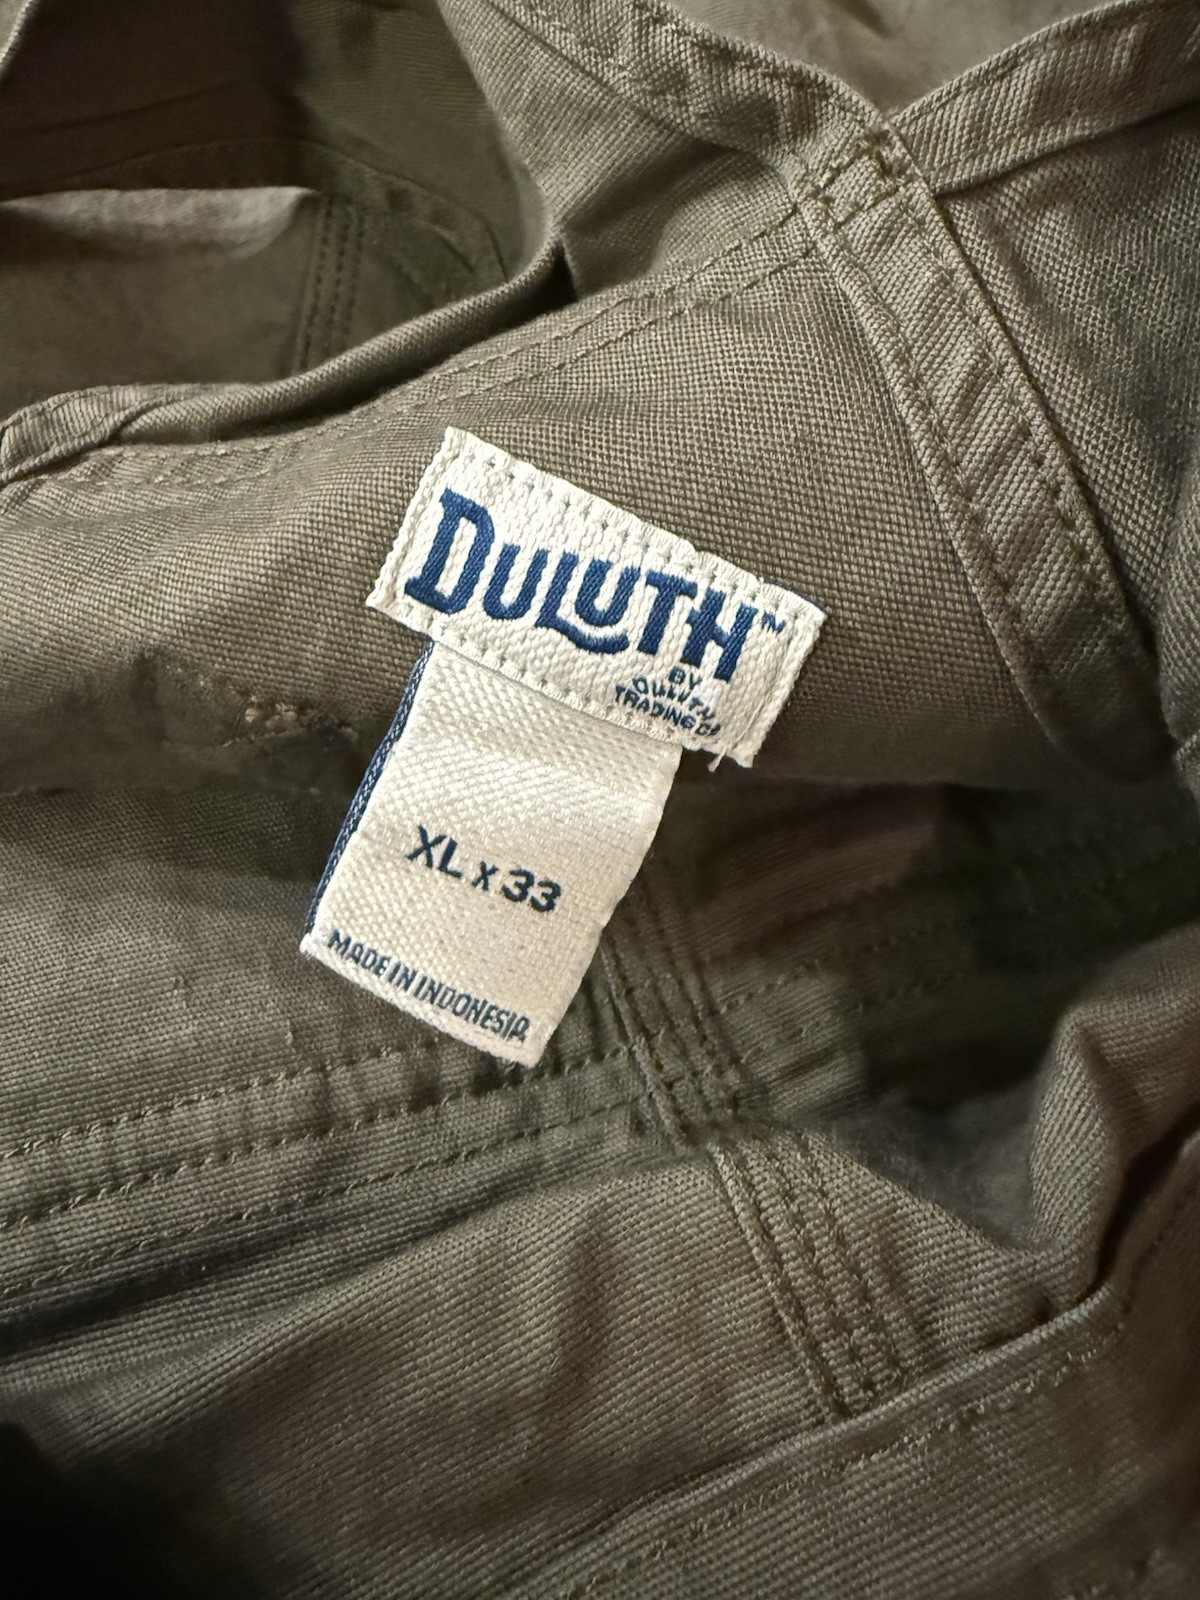 DULUTH™
BY
DULUTH
TRADING Co
XL x 33
MADE IN INDONESIA